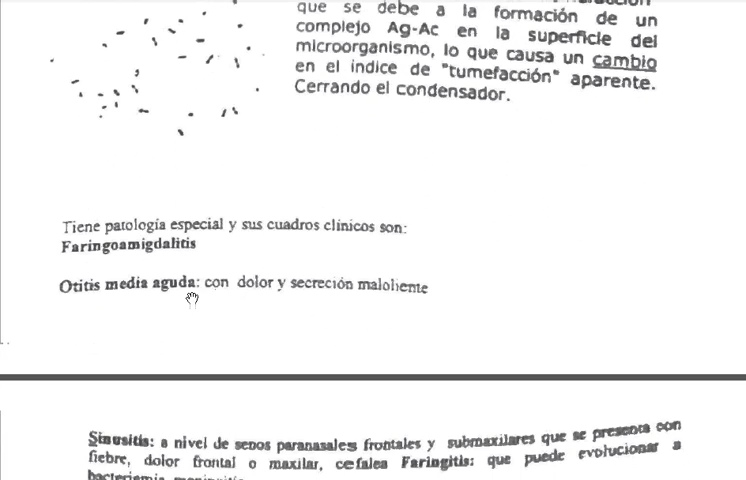 que se debe a la formación de un
complejo Ag-Ac en la superficie del
microorganismo, lo que causa un cambio
en el índice de "tumefacción" aparente.
Cerrando el condensador.
Tiene patología especial y sus cuadros clínicos son:
Faringoamigdalitis
Otitis media aguda: con dolor y secreción maloliente
Sinusitis: a nivel de senos paranasales frontales y submaxilares que se presenta con
fiebre, dolor frontal o maxilar, cefalea Faringitis: que puede evolucionar a